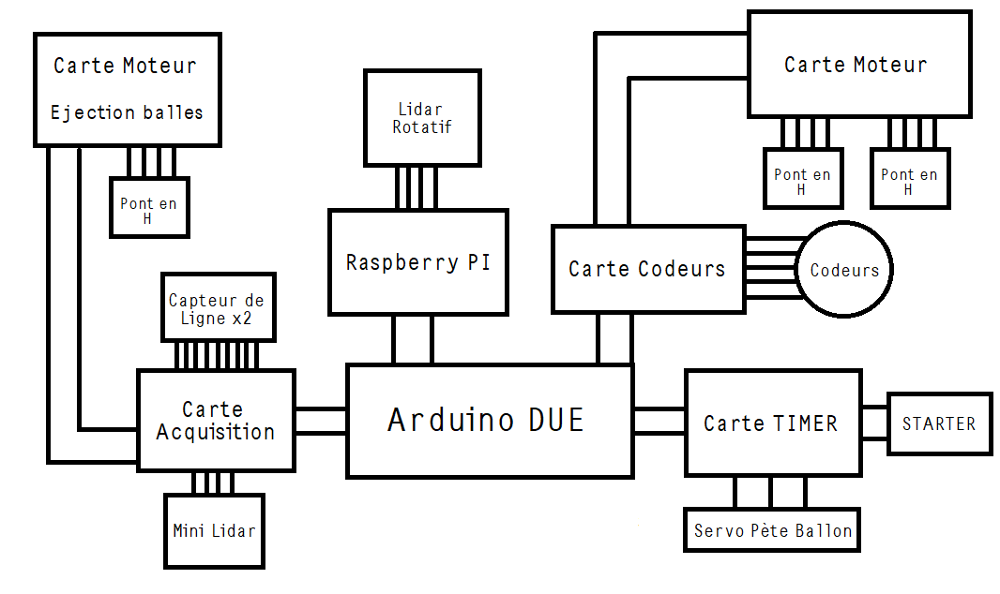 Carte Moteur
Ejection balles
Pont en
H
Lidar
Rotatif
Raspberry PI
Carte Moteur
Pont en
H
Pont en
H
Carte Codeurs
Codeurs
Capteur de
Ligne x2
Carte
Acquisition
Mini Lidar
Arduino DUE
Carte TIMER
STARTER
Servo Pète Ballon